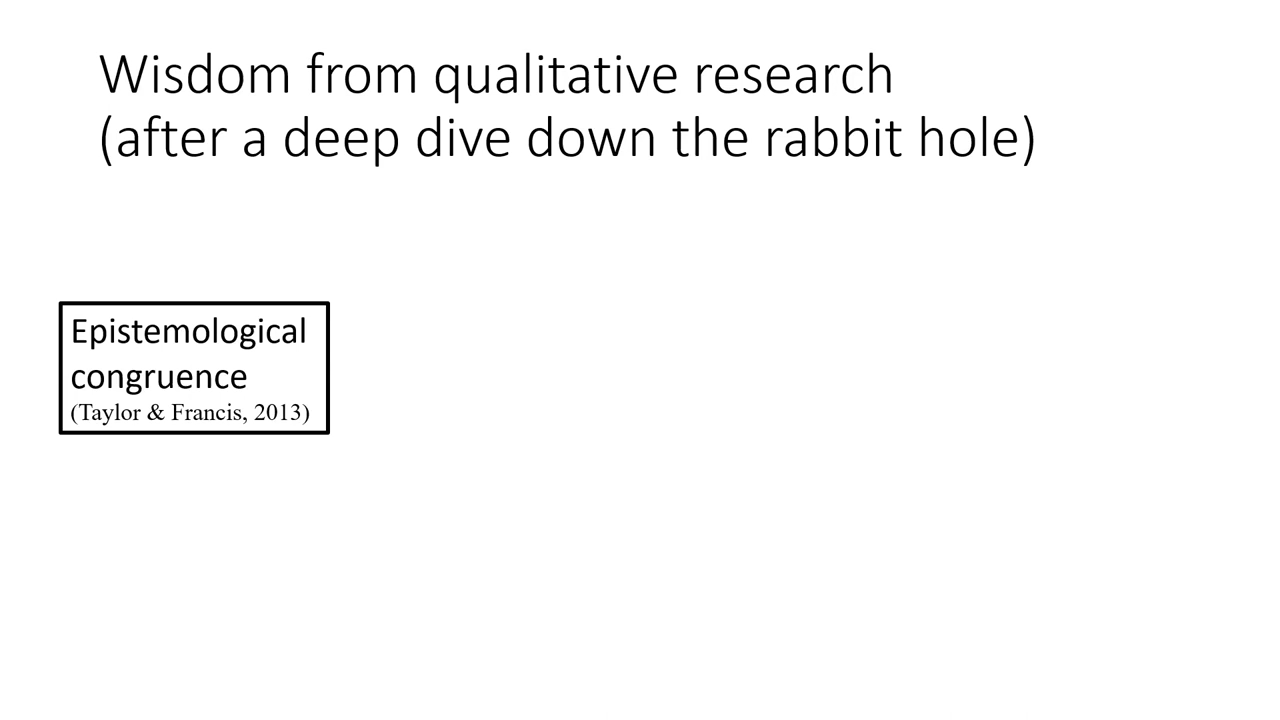 Wisdom from qualitative research
(after a deep dive down the rabbit hole)
Epistemological
congruence
(Taylor & Francis, 2013)